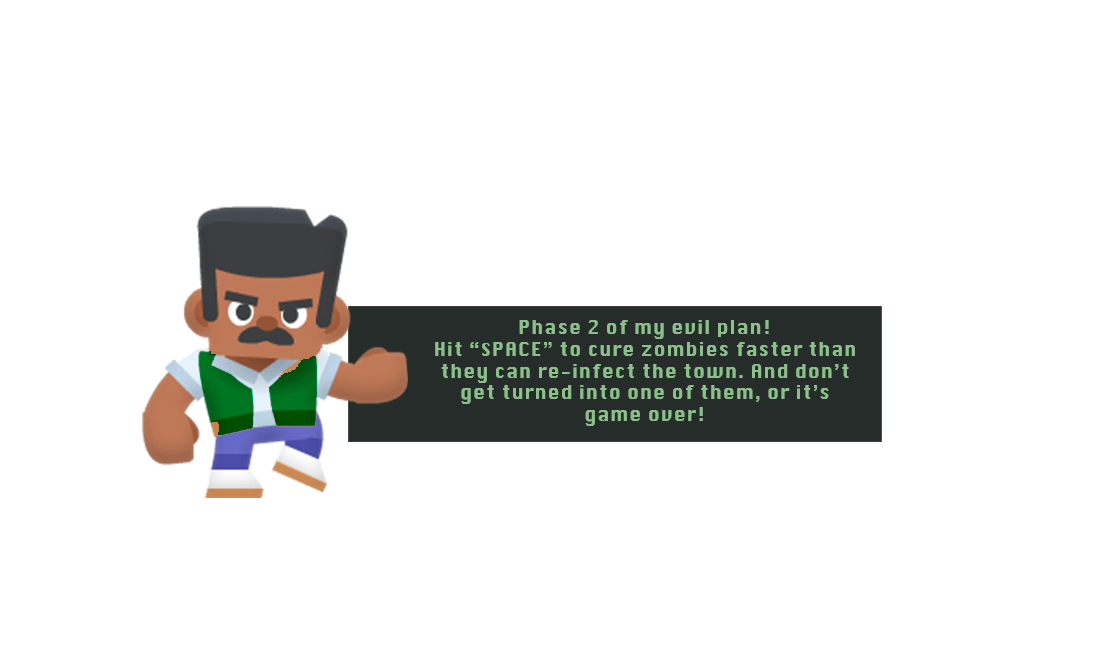 Phase 2 of my evil plan!
Hit “SPACE” to cure zombies faster than
they can re-infect the town. And don’t
get turned into one of them, or it’s
game over!